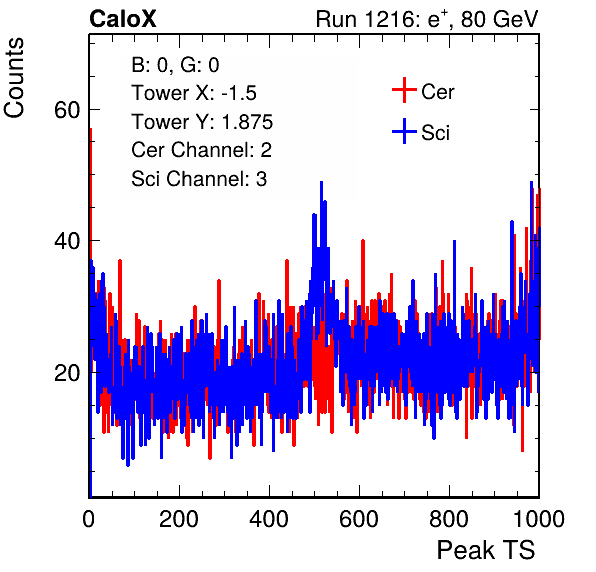 CaloX Run 1216: e⁺, 80 GeV
Counts
B: 0, G: 0
Tower X: -1.5
Tower Y: 1.875
Cer Channel: 2
Sci Channel: 3
Cer
Sci
60
40
20
0 200 400 600 800 1000
Peak TS